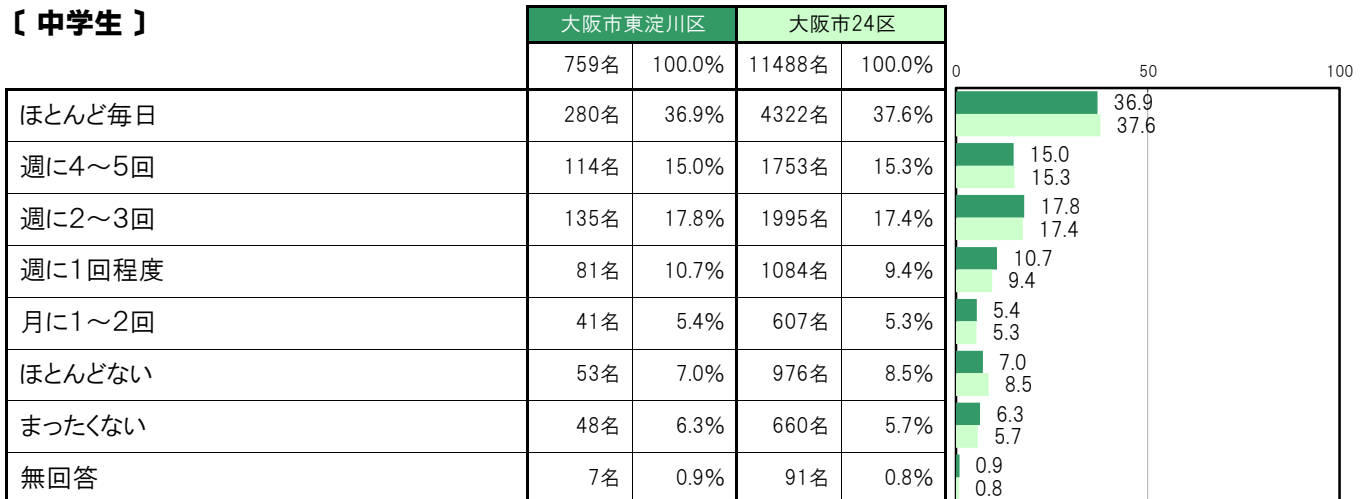 〔 中学生 〕
大阪市東淀川区 大阪市24区
759名 100.0% 11488名 100.0%
0 50 100
ほとんど毎日 280名 36.9% 4322名 37.6% 36.9
37.6
週に4～5回 114名 15.0% 1753名 15.3% 15.0
15.3
週に2～3回 135名 17.8% 1995名 17.4% 17.8
17.4
週に1回程度 81名 10.7% 1084名 9.4% 10.7
9.4
月に1～2回 41名 5.4% 607名 5.3% 5.4
5.3
ほとんどない 53名 7.0% 976名 8.5% 7.0
8.5
まったくない 48名 6.3% 660名 5.7% 6.3
5.7
無回答 7名 0.9% 91名 0.8% 0.9
0.8